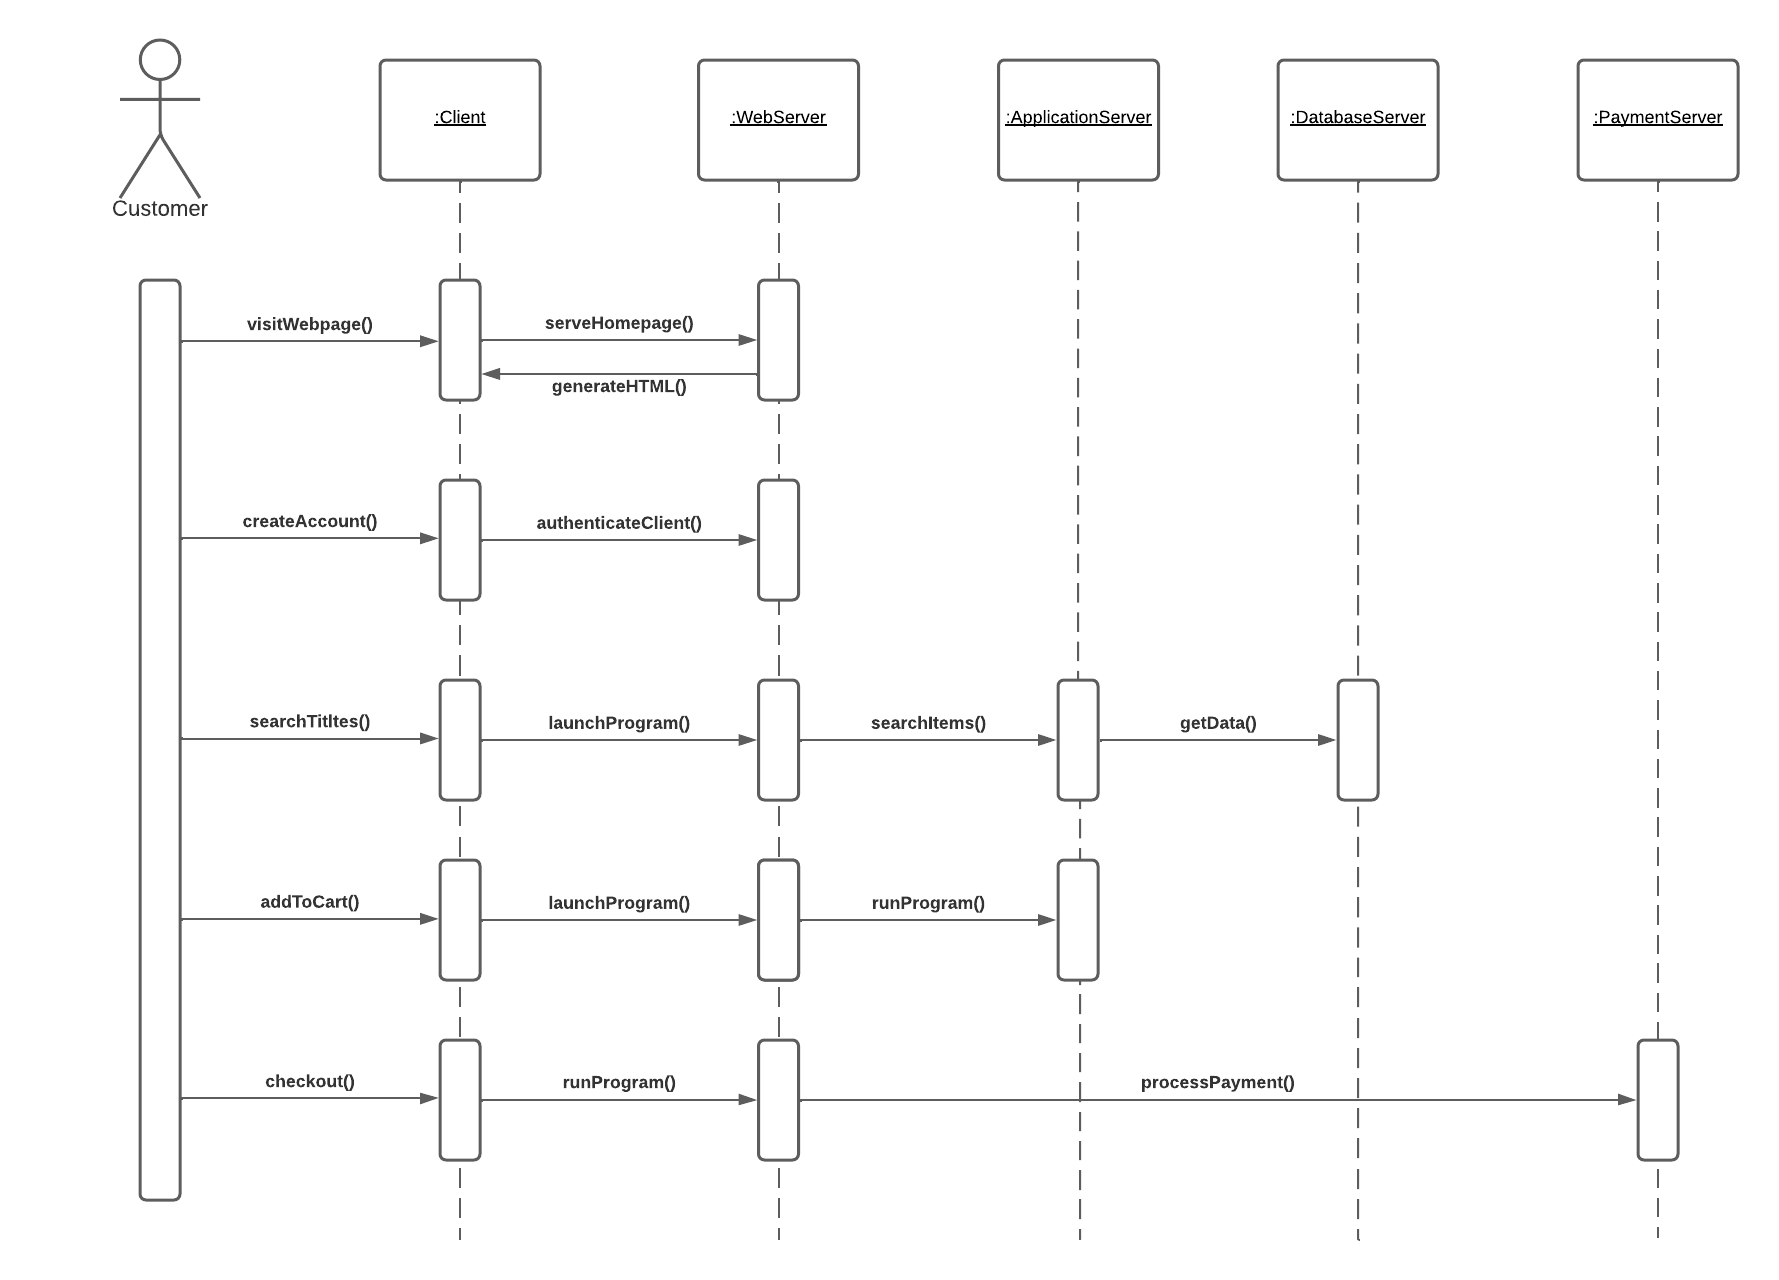 :Client
:WebServer
:ApplicationServer
:DatabaseServer
:PaymentServer
Customer
visitWebpage()
serveHomepage()
generateHTML()
createAccount()
authenticateClient()
searchTitltes()
launchProgram()
searchItems()
getData()
addToCart()
launchProgram()
runProgram()
checkout()
runProgram()
processPayment()